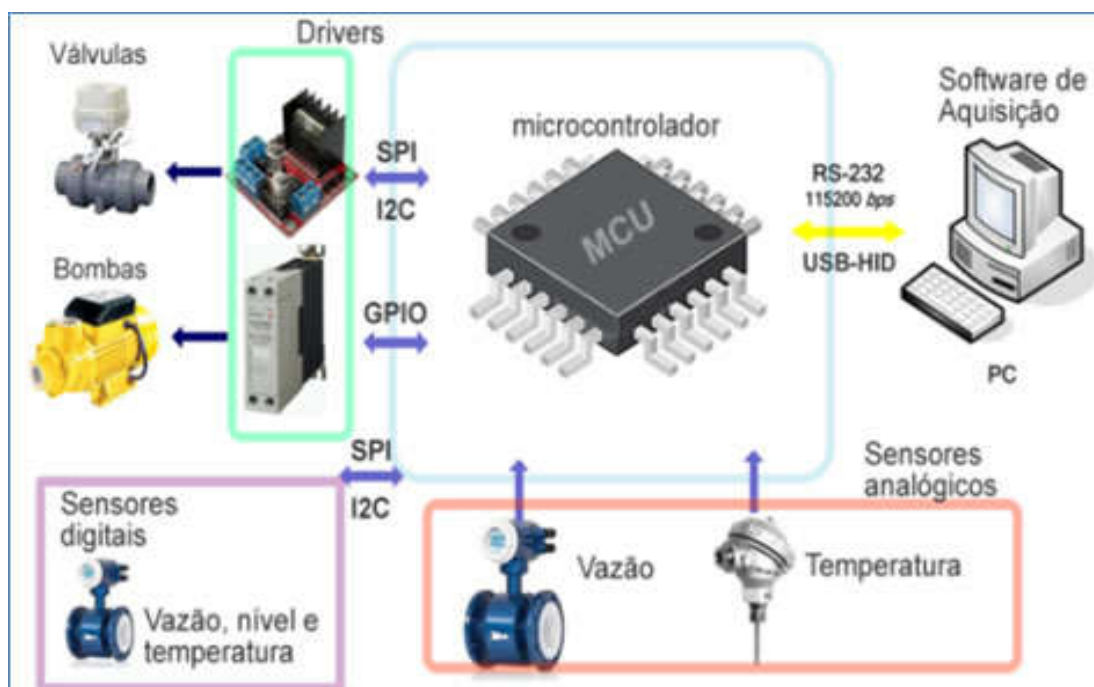 Drivers
Válvulas
Bombas
SPI
I2C
GPIO
SPI
I2C
microcontrolador
MCU
RS-232
115200 bps
USB-HID
Software de
Aquisição
PC
Sensores
digitais
Vazão, nível e
temperatura
Sensores
analógicos
Vazão
Temperatura